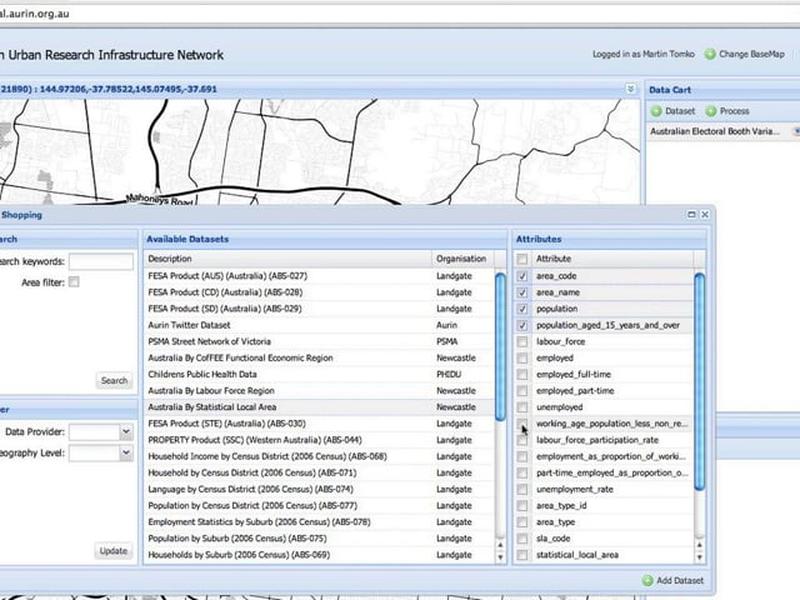 al.aurin.org.au
n Urban Research Infrastructure Network
Logged in as Martin Tomko
Change BaseMap
21890) : 144.97206,-37.78522,145.07495,-37.691
Data Cart
Dataset
Process
Australian Electoral Booth Varia...
Mahoneys Road
Shopping
arch
earch keywords:
Area filter:
Search
er
Data Provider:
eography Level:
Update
Available Datasets
Description Organisation
FESA Product (AUS) (Australia) (ABS-027) Landgate
FESA Product (CD) (Australia) (ABS-028) Landgate
FESA Product (SD) (Australia) (ABS-029) Landgate
Aurin Twitter Dataset Aurin
PSMA Street Network of Victoria PSMA
Australia By CofFEE Functional Economic Region Newcastle
Childrens Public Health Data PHIDU
Australia By Labour Force Region Newcastle
Australia By Statistical Local Area Newcastle
FESA Product (STE) (Australia) (ABS-030) Landgate
PROPERTY Product (SSC) (Western Australia) (ABS-044) Landgate
Household Income by Census District (2006 Census) (ABS-068) Landgate
Household by Census District (2006 Census) (ABS-071) Landgate
Language by Census District (2006 Census) (ABS-074) Landgate
Population by Census District (2006 Census) (ABS-077) Landgate
Employment Statistics by Suburb (2006 Census) (ABS-078) Landgate
Population by Suburb (2006 Census) (ABS-075) Landgate
Households by Suburb (2006 Census) (ABS-069) Landgate
Attributes
Attribute
area_code
area_name
population
population_aged_15_years_and_over
labour_force
employed
employed_full-time
employed_part-time
unemployed
working_age_population_less_non_re...
labour_force_participation_rate
employment_as_proportion_of_worki...
part-time_employed_as_proportion_o...
unemployment_rate
area_type_id
area_type
sla_code
statistical_local_area
Add Dataset